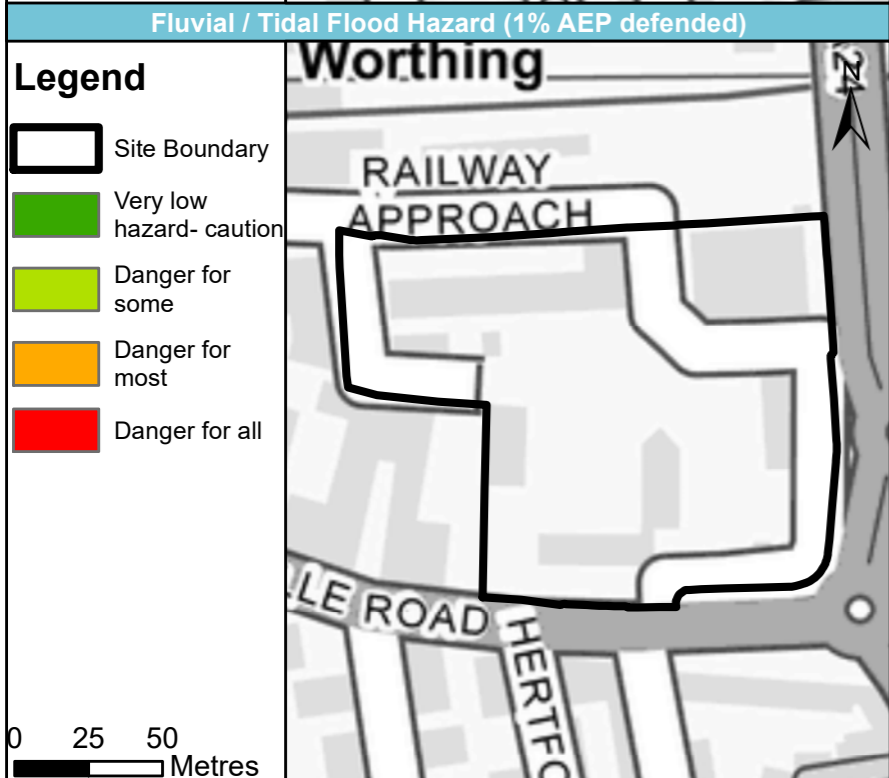 Fluvial / Tidal Flood Hazard (1% AEP defended)
Legend
Site Boundary
Very low
hazard- caution
Danger for
some
Danger for
most
Danger for all
0 25 50
Metres
Worthing
N
RAILWAY
APPROACH
LLE ROAD
HERTFO